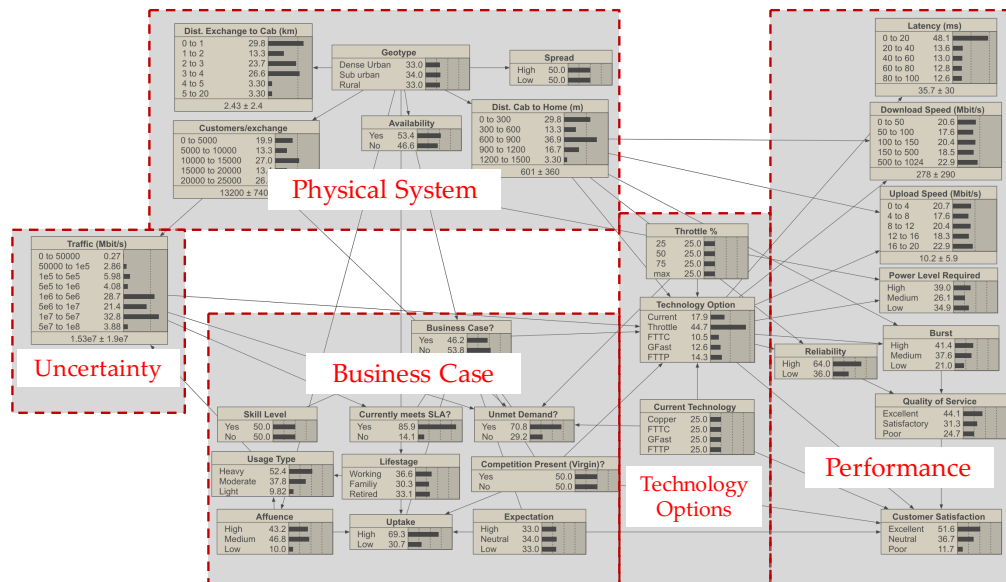 Dist. Exchange to Cab (km)
0 to 1 29.8
1 to 2 13.3
2 to 3 23.7
3 to 4 26.6
4 to 5 3.30
5 to 20 3.30
2.43 ± 2.4
Geotype
Dense Urban 33.0
Sub urban 34.0
Rural 33.0
Spread
High 50.0
Low 50.0
Customers/exchange
0 to 5000 19.9
5000 to 10000 13.3
10000 to 15000 27.0
15000 to 20000
20000 to 25000 26.
13200 ± 740
Availability
Yes 53.4
No 46.6
Dist. Cab to Home (m)
0 to 300 29.8
300 to 600 13.3
600 to 900 36.9
900 to 1200 16.7
1200 to 1500 3.30
601 ± 360
Physical System
Traffic (Mbit/s)
0 to 50000 0.27
50000 to 1e5 2.86
1e5 to 5e5 5.98
5e5 to 1e6 4.08
1e6 to 5e6 28.7
5e6 to 1e7 21.4
1e7 to 5e7 32.8
5e7 to 1e8 3.88
1.53e7 ± 1.9e7
Uncertainty
Business Case?
Yes 46.2
No 53.8
Business Case
Skill Level
Yes 50.0
No 50.0
Currently meets SLA?
Yes 85.9
No 14.1
Unmet Demand?
Yes 70.8
No 29.2
Usage Type
Heavy 52.4
Moderate 37.8
Light 9.82
Lifestage
Working 36.6
Familiy 30.3
Retired 33.1
Competition Present (Virgin)?
Yes 50.0
No 50.0
Affluence
High 43.2
Medium 46.8
Low 10.0
Uptake
High 69.3
Low 30.7
Expectation
High 33.0
Neutral 34.0
Low 33.0
Throttle %
25 25.0
50 25.0
75 25.0
max 25.0
Technology Option
Current 17.9
Throttle 44.7
FTTC 10.5
GFast 12.6
FTTP 14.3
Current Technology
Copper 25.0
FTTC 25.0
GFast 25.0
FTTP 25.0
Technology
Options
Latency (ms)
0 to 20 48.1
20 to 40 13.6
40 to 60 13.0
60 to 80 12.8
80 to 100 12.6
35.7 ± 30
Download Speed (Mbit/s)
0 to 50 20.6
50 to 100 17.6
100 to 150 20.4
150 to 500 18.5
500 to 1024 22.9
278 ± 290
Upload Speed (Mbit/s)
0 to 4 20.7
4 to 8 17.6
8 to 12 20.4
12 to 16 18.3
16 to 20 22.9
10.2 ± 5.9
Power Level Required
High 39.0
Medium 26.1
Low 34.9
Reliability
High 64.0
Low 36.0
Burst
High 41.4
Medium 37.6
Low 21.0
Quality of Service
Excellent 44.1
Satisfactory 31.3
Poor 24.7
Performance
Customer Satisfaction
Excellent 51.6
Neutral 36.7
Poor 11.7